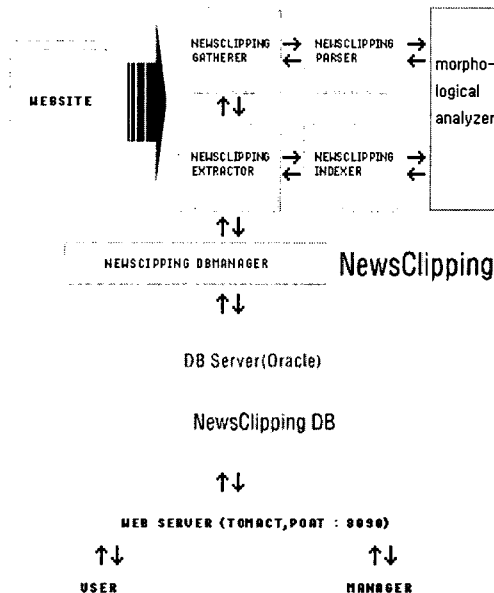 WEBSITE
NEWSCLIPPING
GATHERER
NEWSCLIPPING
PARSER
morpho-
logical
analyzer
NEWSCLIPPING
EXTRACTOR
NEWSCLIPPING
INDEXER
NEWSCIPPING DBMANAGER
NewsClipping
DB Server(Oracle)
NewsClipping DB
WEB SERVER (TOMACT,POAT : 8090)
USER
MANAGER